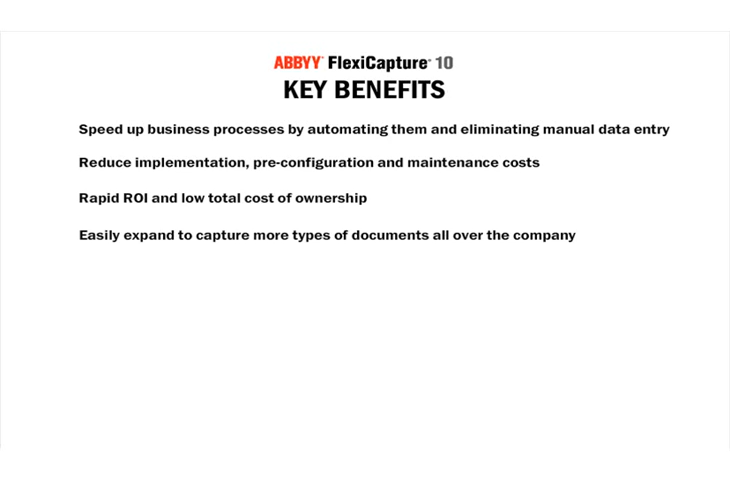 ABBYY FlexiCapture 10
KEY BENEFITS
Speed up business processes by automating them and eliminating manual data entry
Reduce implementation, pre-configuration and maintenance costs
Rapid ROI and low total cost of ownership
Easily expand to capture more types of documents all over the company